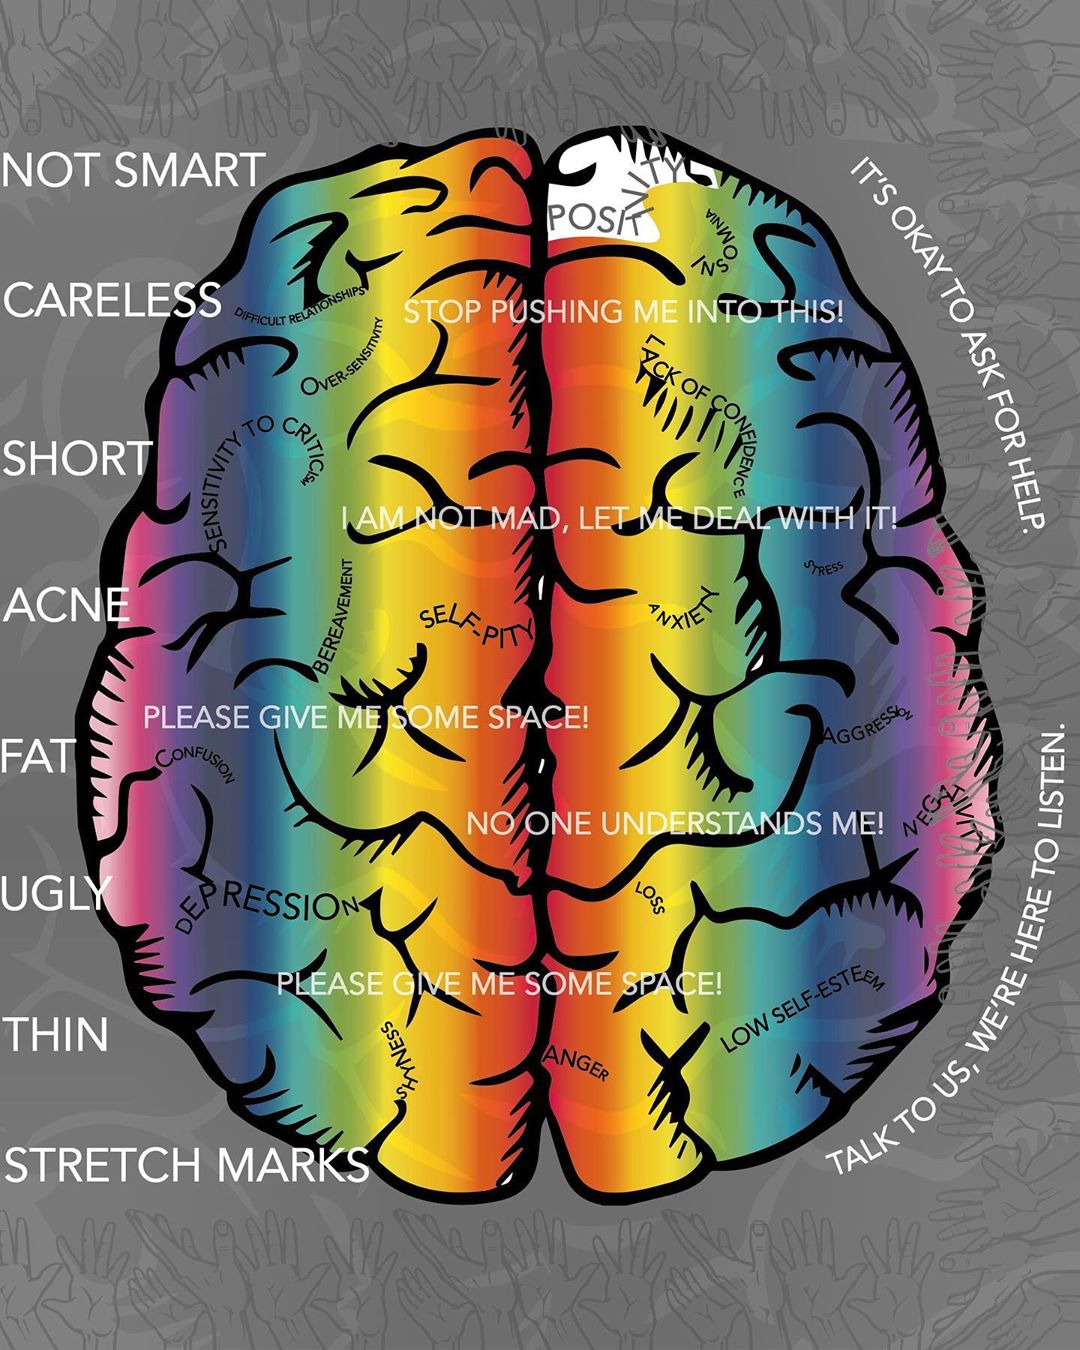 NOT SMART
CARELESS
SHORT
ACNE
FAT
UGLY
THIN
STRETCH MARKS
POSITIVITY
INSOMNIA
DIFFICULT RELATIONSHIPS
STOP PUSHING ME INTO THIS!
OVER-SENSITIVITY
LACK OF CONFIDENCE
SENSITIVITY TO CRITICISM
I AM NOT MAD, LET ME DEAL WITH IT!
STRESS
BEREAVEMENT
SELF-PITY
ANXIETY
PLEASE GIVE ME SOME SPACE!
AGGRESSION
CONFUSION
NO ONE UNDERSTANDS ME!
NEGATIVITY
DEPRESSION
LOSS
PLEASE GIVE ME SOME SPACE!
LOW SELF-ESTEEM
SHYNESS
ANGER
IT'S OKAY TO ASK FOR HELP.
TALK TO US, WE'RE HERE TO LISTEN.